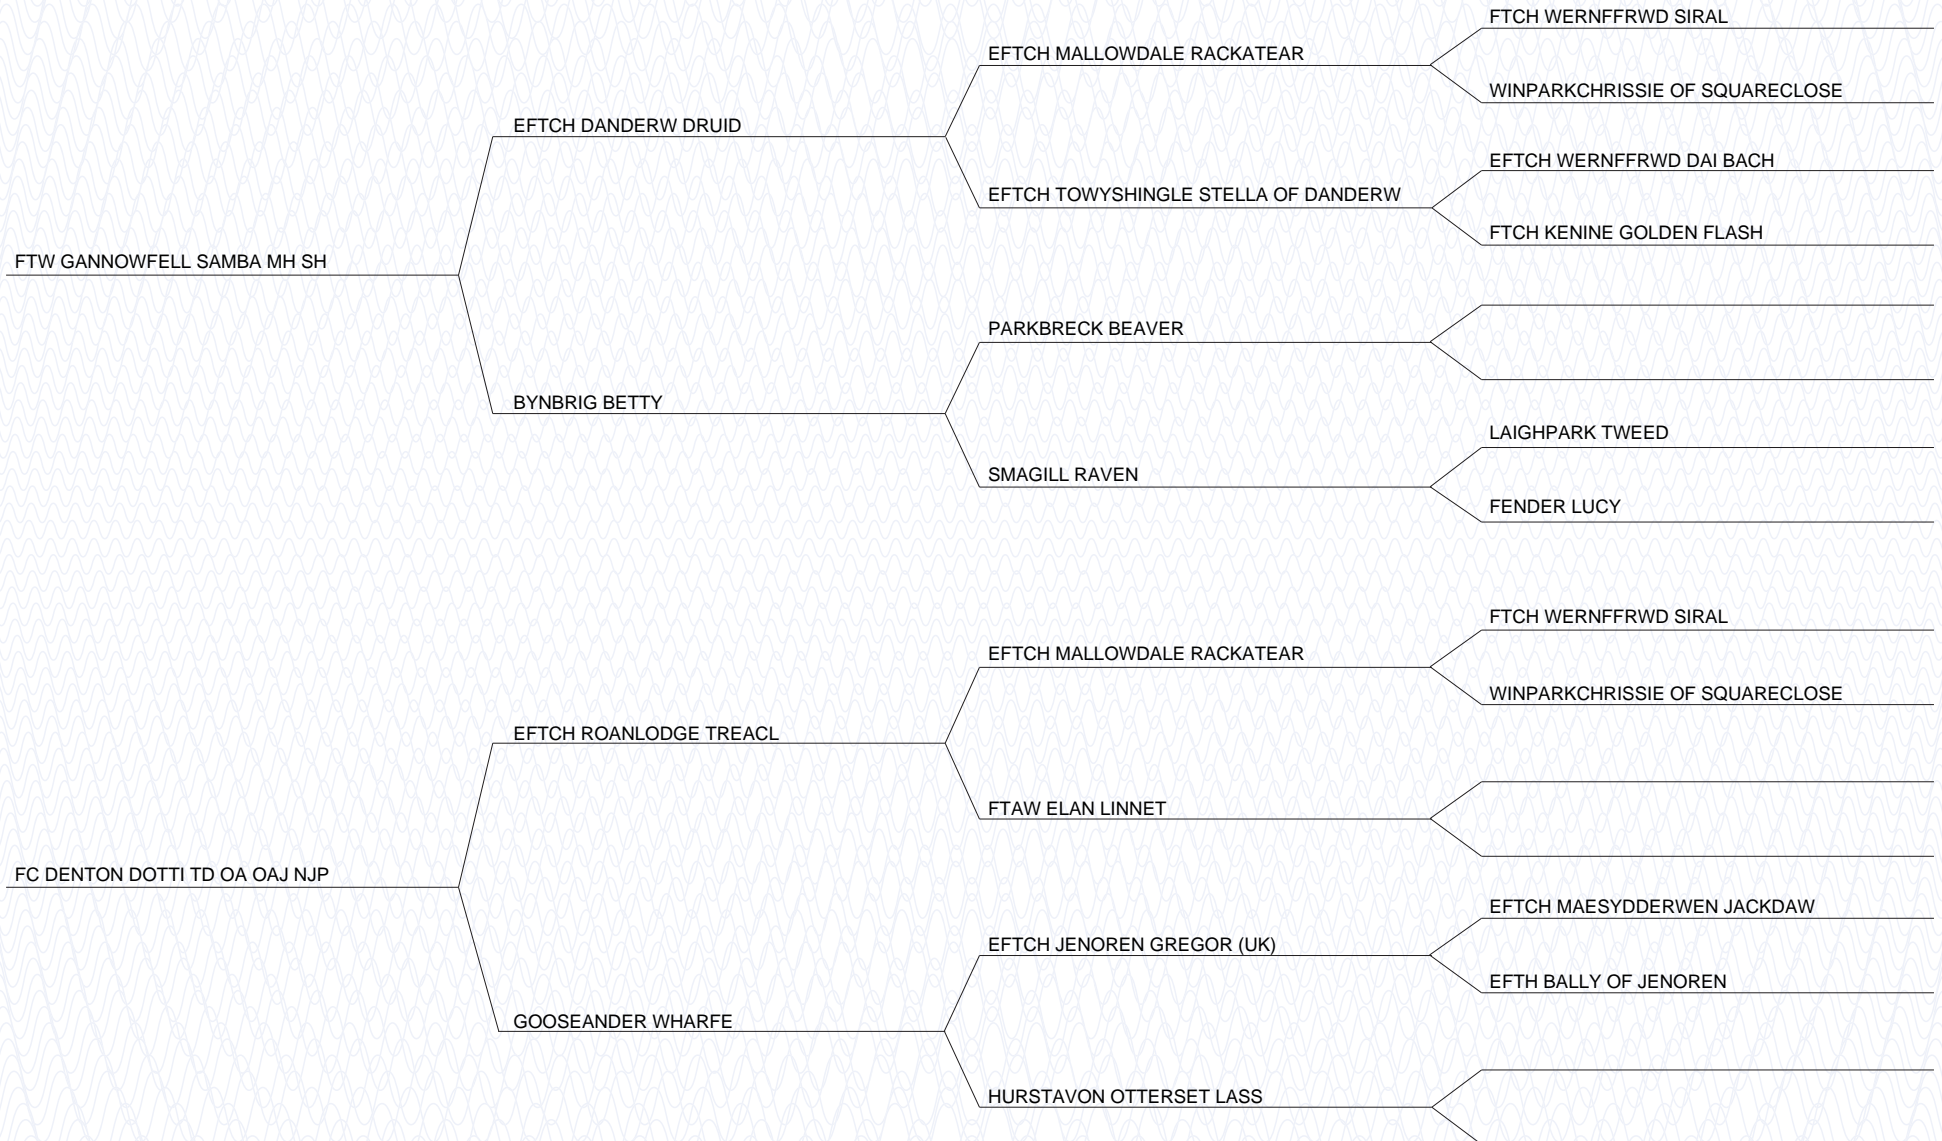 FTCH WERNFFRWD SIRAL
EFTCH MALLOWDALE RACKATEAR
WINPARKCHRISSIE OF SQUARECLOSE
EFTCH DANDERW DRUID
EFTCH WERNFFRWD DAI BACH
EFTCH TOWYSHINGLE STELLA OF DANDERW
FTCH KENINE GOLDEN FLASH
FTW GANNOWFELL SAMBA MH SH
PARKBRECK BEAVER
BYNBRIG BETTY
LAIGHPARK TWEED
SMAGILL RAVEN
FENDER LUCY
FTCH WERNFFRWD SIRAL
EFTCH MALLOWDALE RACKATEAR
WINPARKCHRISSIE OF SQUARECLOSE
EFTCH ROANLODGE TREACL
FTAW ELAN LINNET
FC DENTON DOTTI TD OA OAJ NJP
EFTCH MAESYDDERWEN JACKDAW
EFTCH JENOREN GREGOR (UK)
EFTH BALLY OF JENOREN
GOOSEANDER WHARFE
HURSTAVON OTTERSET LASS